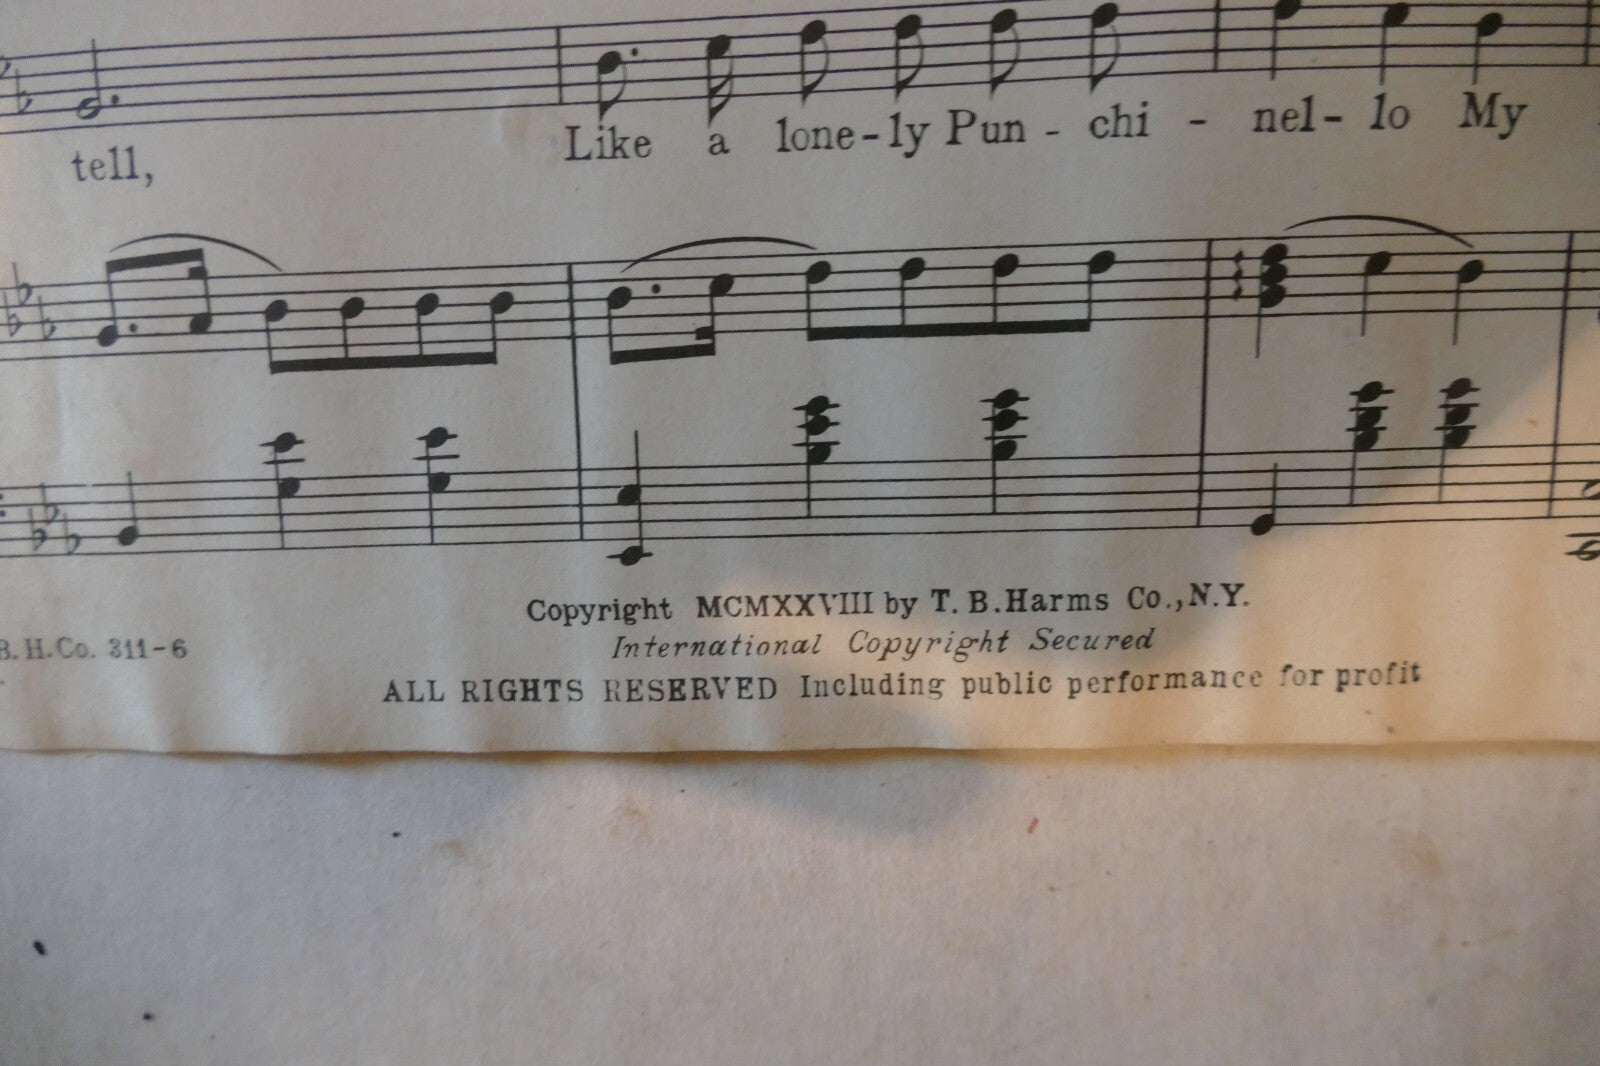 tell, Like a lone-ly Pun - chi - nel- lo My
Copyright MCMXXVIII by T. B. Harms Co., N.Y.
B. H. Co. 311-6
International Copyright Secured
ALL RIGHTS RESERVED Including public performance for profit